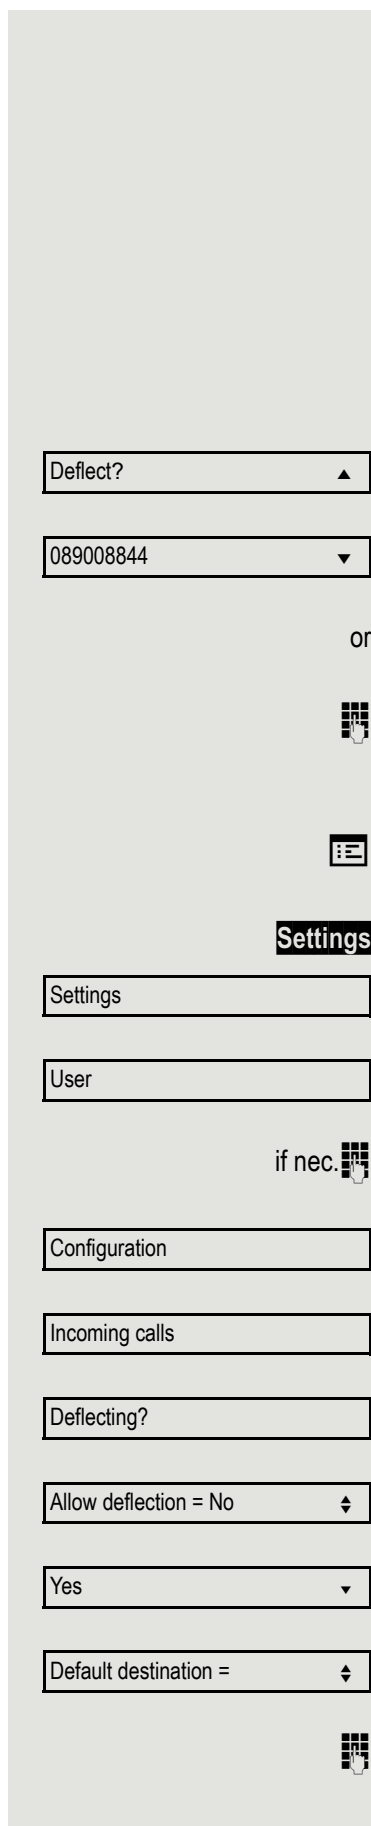 Deflect?
089008844
or
Settings
Settings
User
if nec.
Configuration
Incoming calls
Deflecting?
Allow deflection = No
Yes
Default destination =